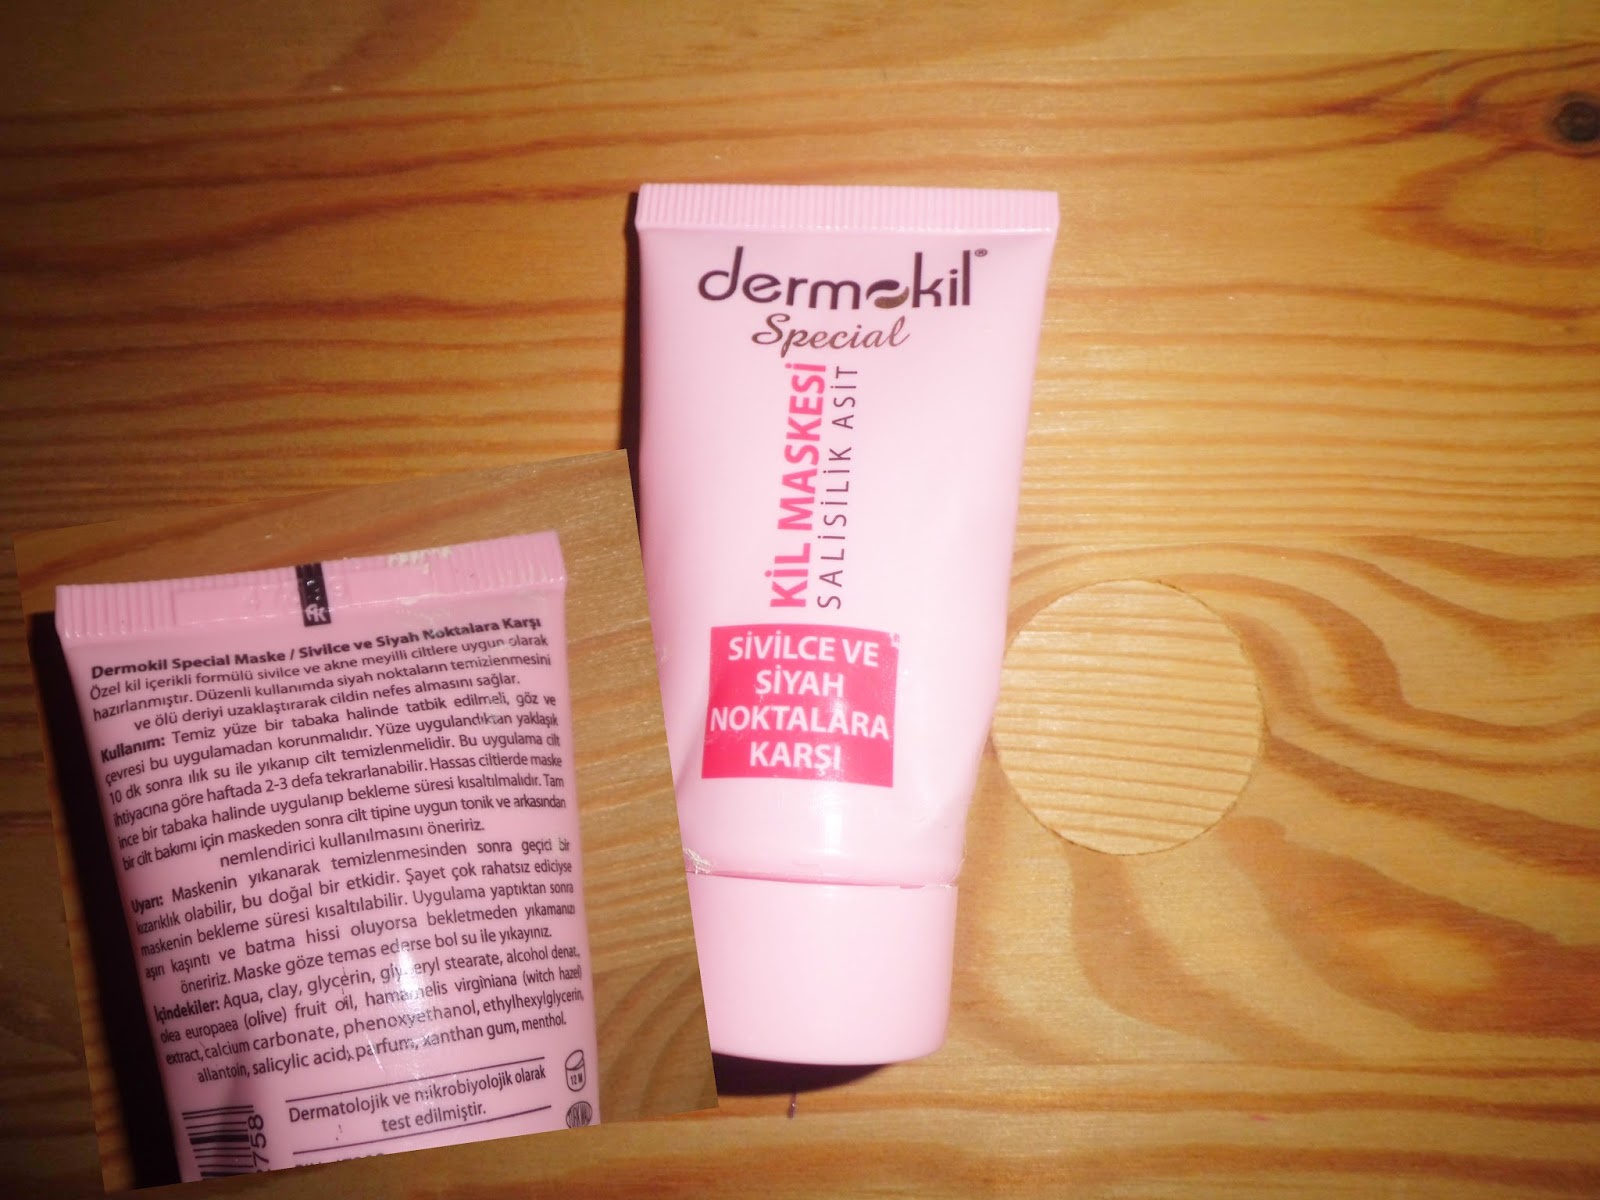 dermokil®
Special
KİL MASKESİ
SALİSİLİK ASİT
SİVİLCE VE
SİYAH
NOKTALARA
KARŞI
Dermokil Special Maske / Sivilce ve Siyah Noktalara Karşı
Özel kil içerikli formülü sivilce ve akne meyilli ciltlere uygun olarak
hazırlanmıştır. Düzenli kullanımda siyah noktaların temizlenmesini
ve ölü deriyi uzaklaştırarak cildin nefes almasını sağlar.
Kullanım: Temiz yüze bir tabaka halinde tatbik edilmeli, göz ve
çevresi bu uygulamadan korunmalıdır. Yüze uygulandıktan yaklaşık
10 dk sonra ılık su ile yıkanıp cilt temizlenmelidir. Bu uygulama cilt
ihtiyacına göre haftada 2-3 defa tekrarlanabilir. Hassas ciltlerde maske
ince bir tabaka halinde uygulanıp bekleme süresi kısaltılmalıdır. Tam
bir cilt bakımı için maskeden sonra cilt tipine uygun tonik ve arkasından
nemlendirici kullanılmasını öneririz.
Uyarı: Maskenin yıkanarak temizlenmesinden sonra geçici bir
kızarıklık olabilir, bu doğal bir etkidir. Şayet çok rahatsız ediciyse
maskenin bekleme süresi kısaltılabilir. Uygulama yaptıktan sonra
aşırı kaşıntı ve batma hissi oluyorsa bekletmeden yıkamanızı
öneririz. Maske göze temas ederse bol su ile yıkayınız.
İçindekiler: Aqua, clay, glycerin, glyceryl stearate, alcohol denat.,
olea europaea (olive) fruit oil, hamamelis virginiana (witch hazel)
extract, calcium carbonate, phenoxyethanol, ethylhexylglycerin,
allantoin, salicylic acid, parfum, xanthan gum, menthol.
Dermatolojik ve mikrobiyolojik olarak
test edilmiştir.
12 M
758